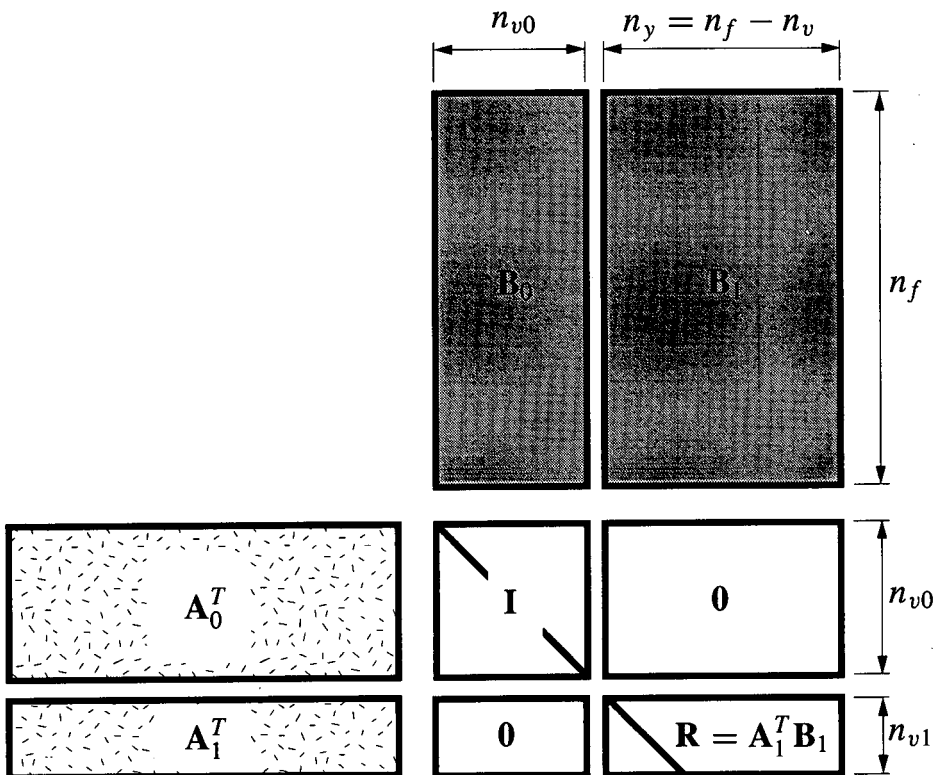 n_{v0} n_y = n_f − n_v
B_0 B_1 n_f
A_0^T I 0 n_{v0}
A_1^T 0 R = A_1^T B_1 n_{v1}